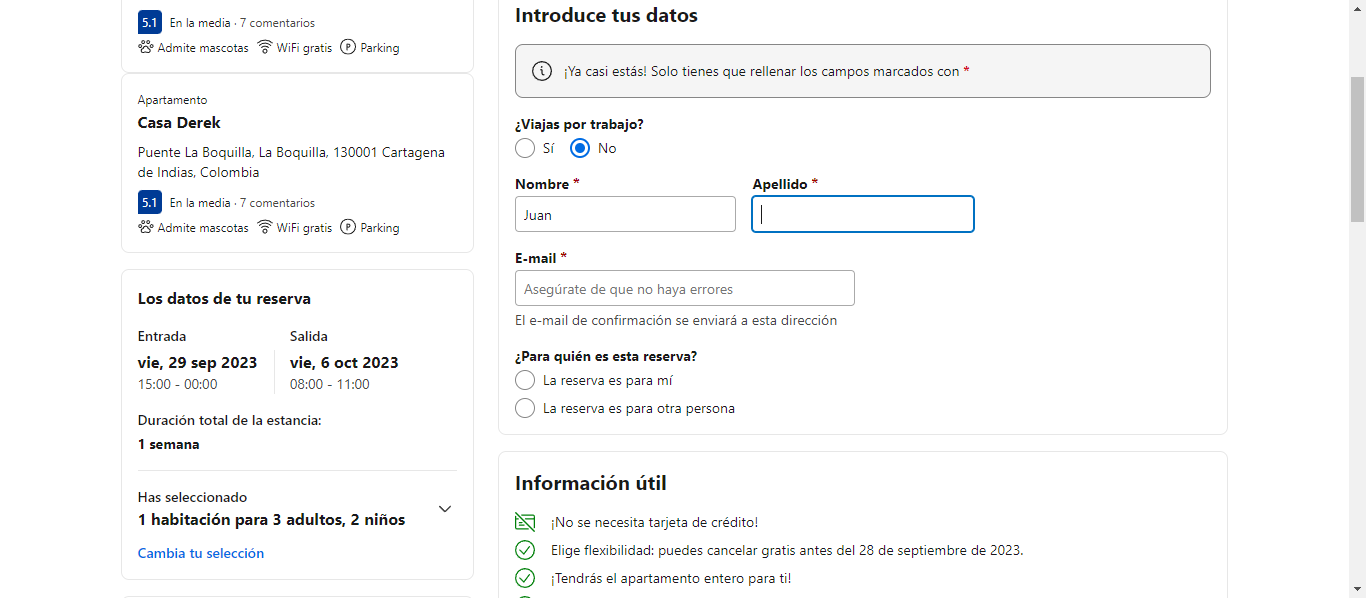 5.1 En la media · 7 comentarios
Admite mascotas WiFi gratis P Parking
Apartamento
Casa Derek
Puente La Boquilla, La Boquilla, 130001 Cartagena
de Indias, Colombia
5.1 En la media · 7 comentarios
Admite mascotas WiFi gratis P Parking
Los datos de tu reserva
Entrada Salida
vie, 29 sep 2023 vie, 6 oct 2023
15:00 - 00:00 08:00 - 11:00
Duración total de la estancia:
1 semana
Has seleccionado
1 habitación para 3 adultos, 2 niños
Cambia tu selección
Introduce tus datos
¡Ya casi estás! Solo tienes que rellenar los campos marcados con *
¿Viajas por trabajo?
Sí No
Nombre * Apellido *
Juan
E-mail *
Asegúrate de que no haya errores
El e-mail de confirmación se enviará a esta dirección
¿Para quién es esta reserva?
La reserva es para mí
La reserva es para otra persona
Información útil
¡No se necesita tarjeta de crédito!
Elige flexibilidad: puedes cancelar gratis antes del 28 de septiembre de 2023.
¡Tendrás el apartamento entero para ti!